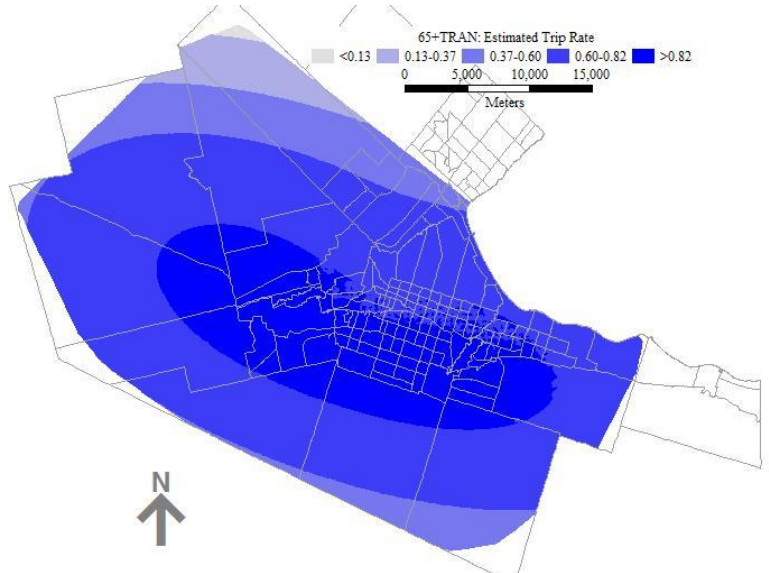 65+TRAN: Estimated Trip Rate
<0.13 0.13-0.37 0.37-0.60 0.60-0.82 >0.82
0 5,000 10,000 15,000
Meters
N